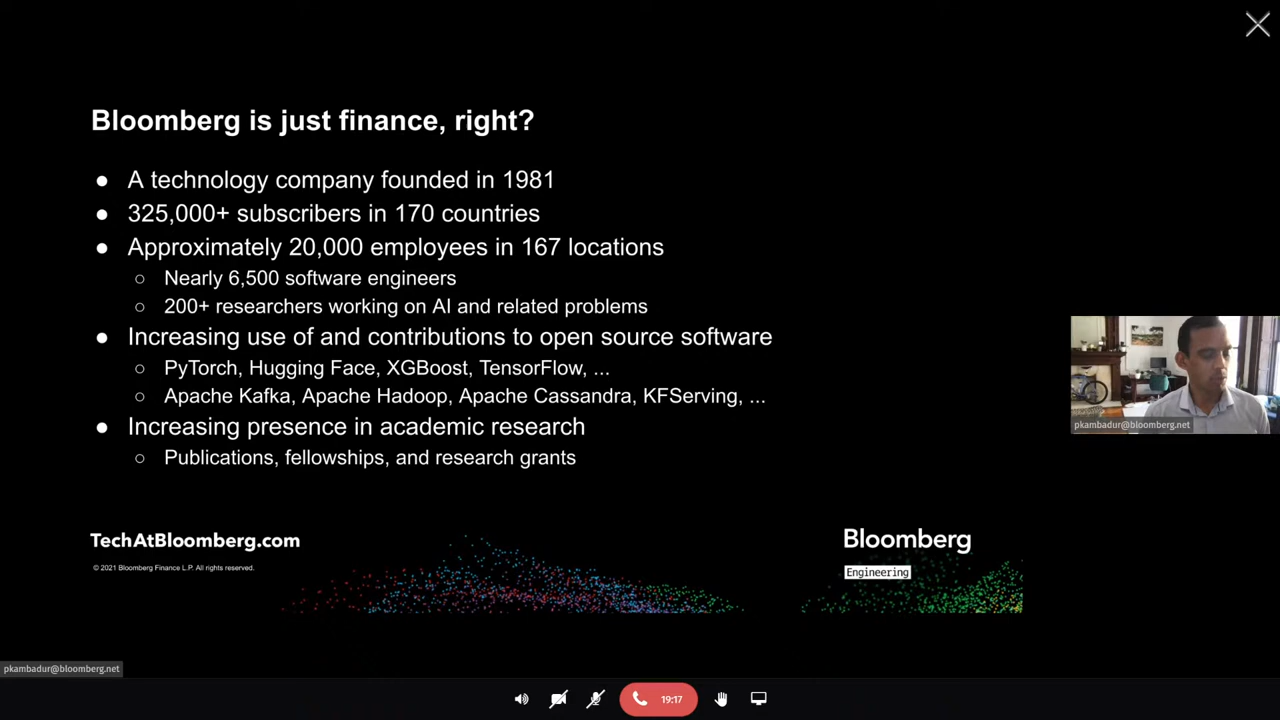 Bloomberg is just finance, right?
● A technology company founded in 1981
● 325,000+ subscribers in 170 countries
● Approximately 20,000 employees in 167 locations
○ Nearly 6,500 software engineers
○ 200+ researchers working on AI and related problems
● Increasing use of and contributions to open source software
○ PyTorch, Hugging Face, XGBoost, TensorFlow, ...
○ Apache Kafka, Apache Hadoop, Apache Cassandra, KFServing, ...
● Increasing presence in academic research
○ Publications, fellowships, and research grants
pkambadur@bloomberg.net
TechAtBloomberg.com
© 2021 Bloomberg Finance L.P. All rights reserved.
Bloomberg
Engineering
pkambadur@bloomberg.net
19:17